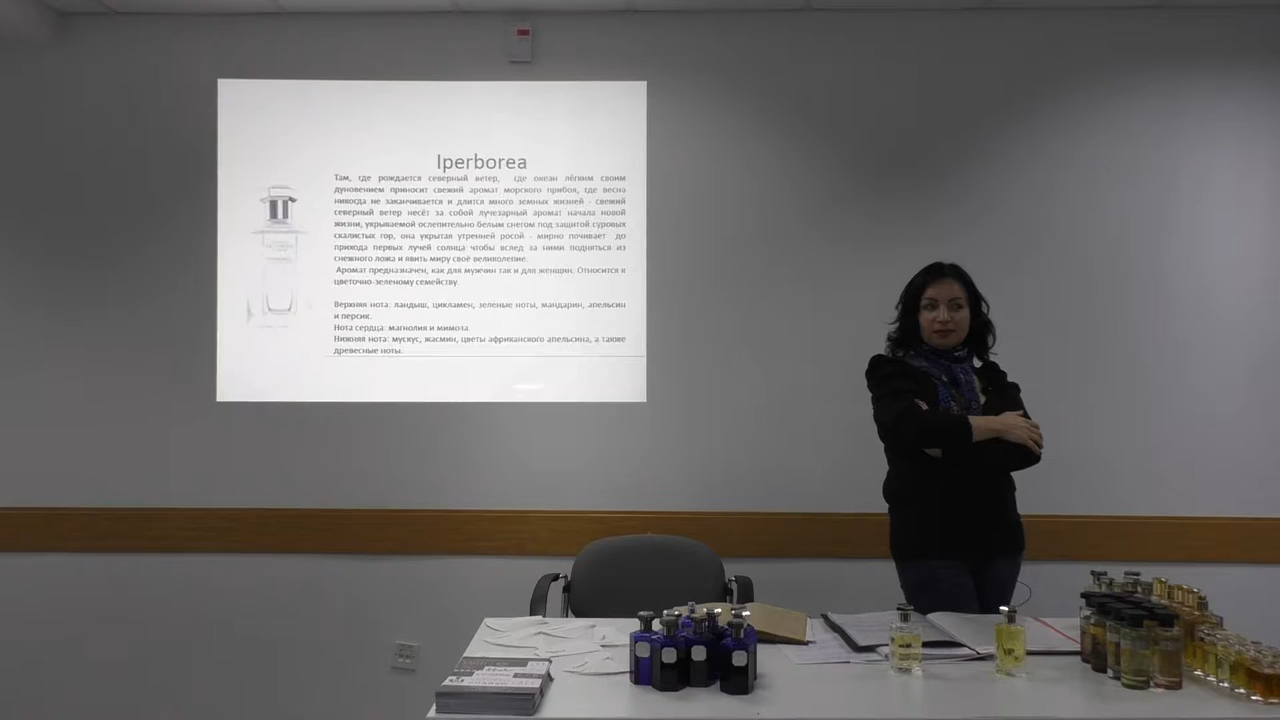 Iperborea
Там, где рождается северный ветер, где океан лёгким своим
дуновением приносит свежий аромат морского прибоя, где весна
никогда не заканчивается и длится много земных жизней - свежий
северный ветер несёт за собой лучезарный аромат начала новой
жизни, укрываемой ослепительно белым снегом под защитой суровых
скалистых гор, она укрытая утренней росой - мирно почивает до
прихода первых лучей солнца чтобы вслед за ними подняться из
снежного ложа и явить миру своё великолепие.
Аромат предназначен, как для мужчин так и для женщин. Относится к
цветочно-зеленому семейству.
Верхняя нота: ландыш, цикламен, зеленые ноты, мандарин, апельсин
и персик.
Нота сердца: магнолия и мимоза.
Нижняя нота: мускус, жасмин, цветы африканского апельсина, а также
древесные ноты.